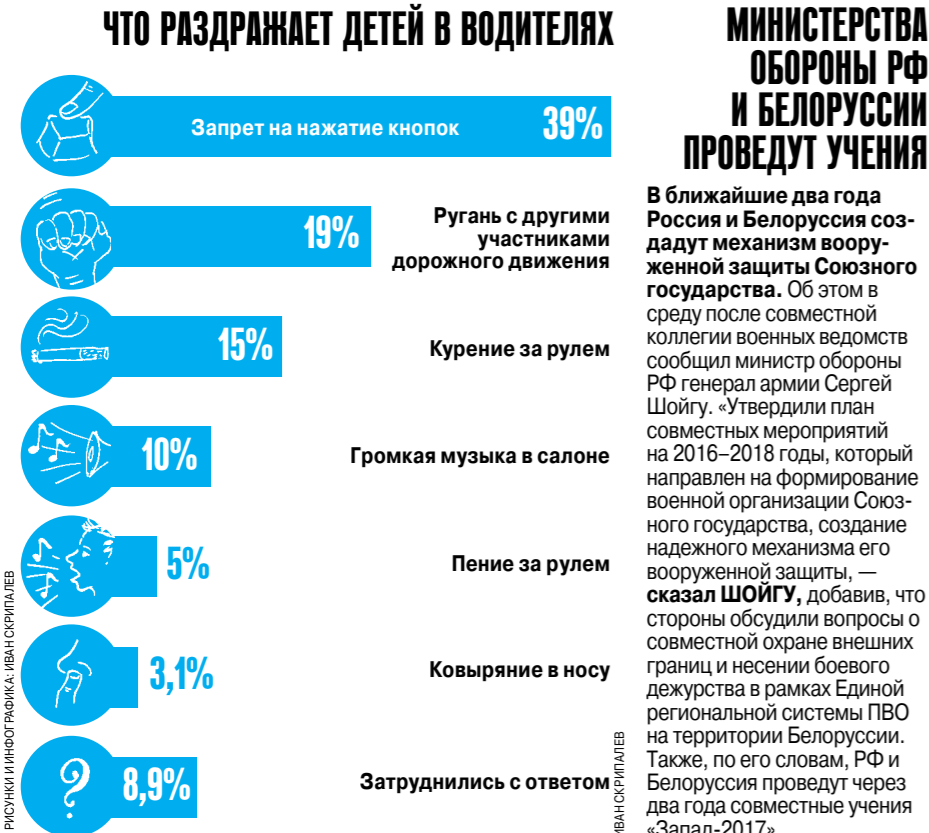 ЧТО РАЗДРАЖАЕТ ДЕТЕЙ В ВОДИТЕЛЯХ
Запрет на нажатие кнопок
39%
19%
Ругань с другими
участниками
дорожного движения
15%
Курение за рулем
10%
Громкая музыка в салоне
5%
Пение за рулем
3,1%
Ковыряние в носу
?
8,9%
Затруднились с ответом
РИСУНКИ И ИНФОГРАФИКА: ИВАН СКРИПАЛЕВ
ИВАН СКРИПАЛЕВ
МИНИСТЕРСТВА
ОБОРОНЫ РФ
И БЕЛОРУССИИ
ПРОВЕДУТ УЧЕНИЯ
В ближайшие два года
Россия и Белоруссия соз-
дадут механизм воору-
женной защиты Союзного
государства. Об этом в
среду после совместной
коллегии военных ведомств
сообщил министр обороны
РФ генерал армии Сергей
Шойгу. «Утвердили план
совместных мероприятий
на 2016–2018 годы, который
направлен на формирование
военной организации Союз-
ного государства, создание
надежного механизма его
вооруженной защиты, —
сказал ШОЙГУ, добавив, что
стороны обсудили вопросы о
совместной охране внешних
границ и несении боевого
дежурства в рамках Единой
региональной системы ПВО
на территории Белоруссии.
Также, по его словам, РФ и
Белоруссия проведут через
два года совместные учения
«Запад-2017»